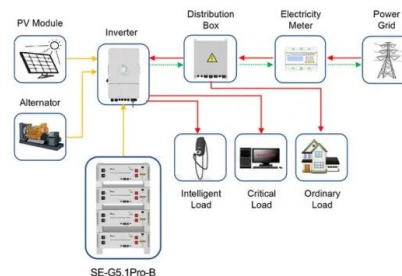 PV Module
Inverter
Distribution
Box
Electricity
Meter
Power
Grid
Alternator
Intelligent
Load
Critical
Load
Ordinary
Load
SE-G5.1Pro-B